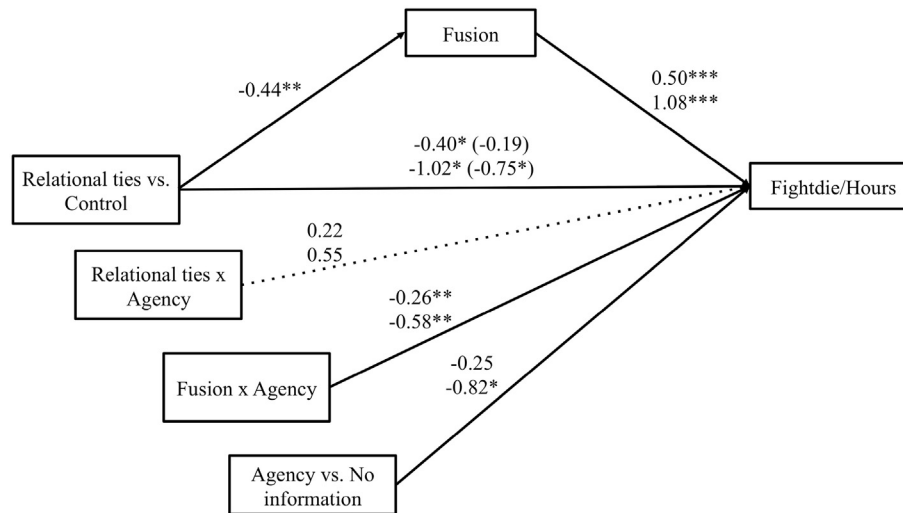 Fusion
-0.44**
0.50***
1.08***
-0.40* (-0.19)
-1.02* (-0.75*)
Relational ties vs.
Control
Fightdie/Hours
0.22
0.55
Relational ties x
Agency
-0.26**
-0.58**
Fusion x Agency
-0.25
-0.82*
Agency vs. No
information